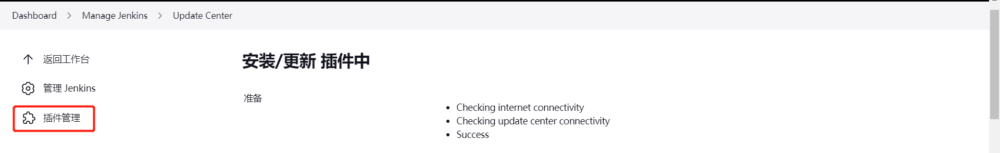 Dashboard > Manage Jenkins > Update Center
返回工作台
管理 Jenkins
插件管理
安装/更新 插件中
准备
• Checking internet connectivity
• Checking update center connectivity
• Success